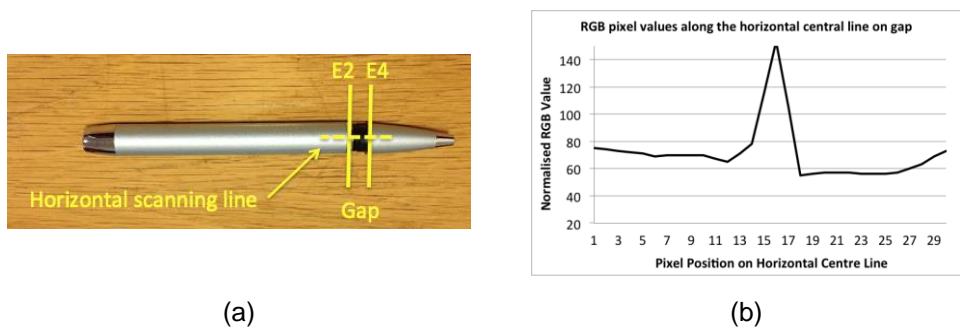 E2 E4
Horizontal scanning line
Gap
(a)
RGB pixel values along the horizontal central line on gap
Normalised RGB Value
140
120
100
80
60
40
20
1 3 5 7 9 11 13 15 17 19 21 23 25 27 29
Pixel Position on Horizontal Centre Line
(b)